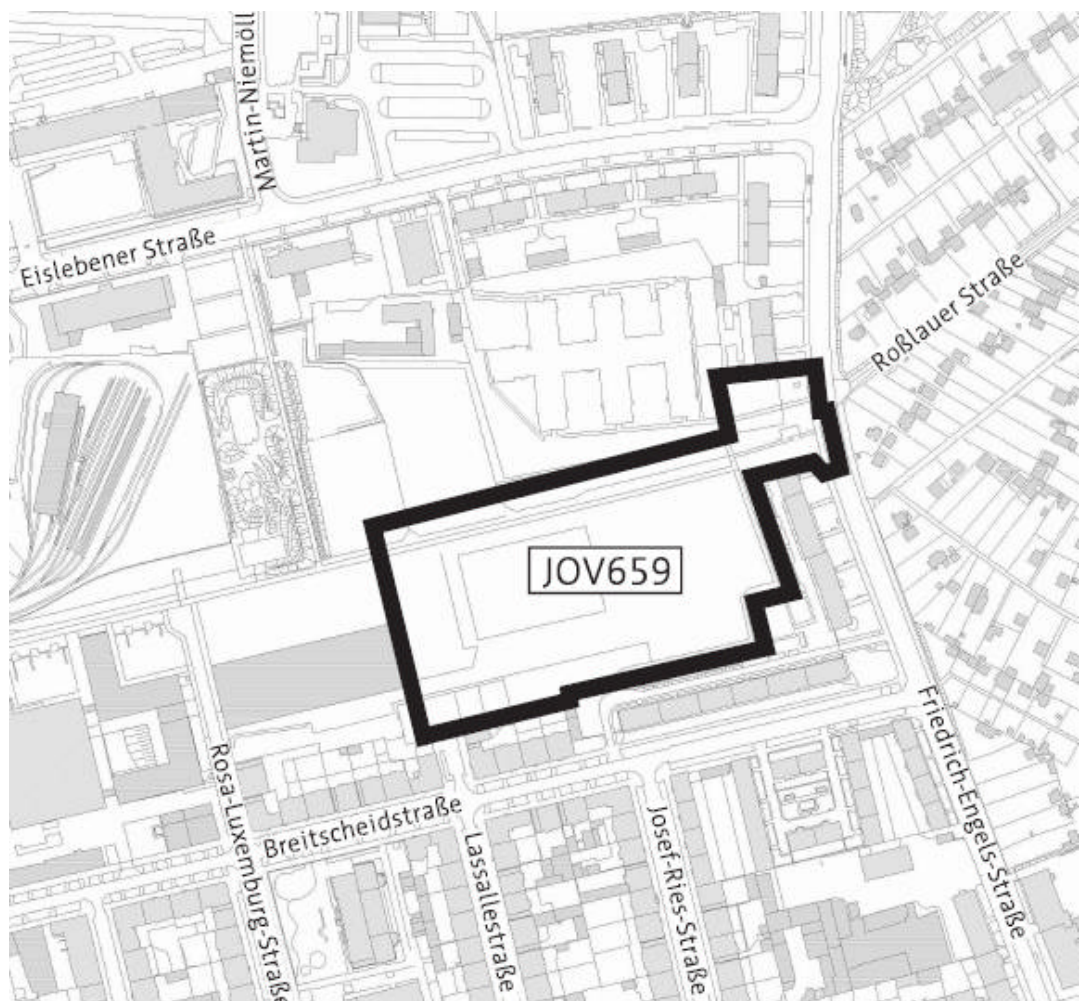 Martin-Niemöll
Eislebener Straße
Roßlauer Straße
JOV659
Friedrich-Engels-Straße
Rosa-Luxemburg-Straße
Breitscheidstraße
Lassallestraße
Josef-Ries-Straße